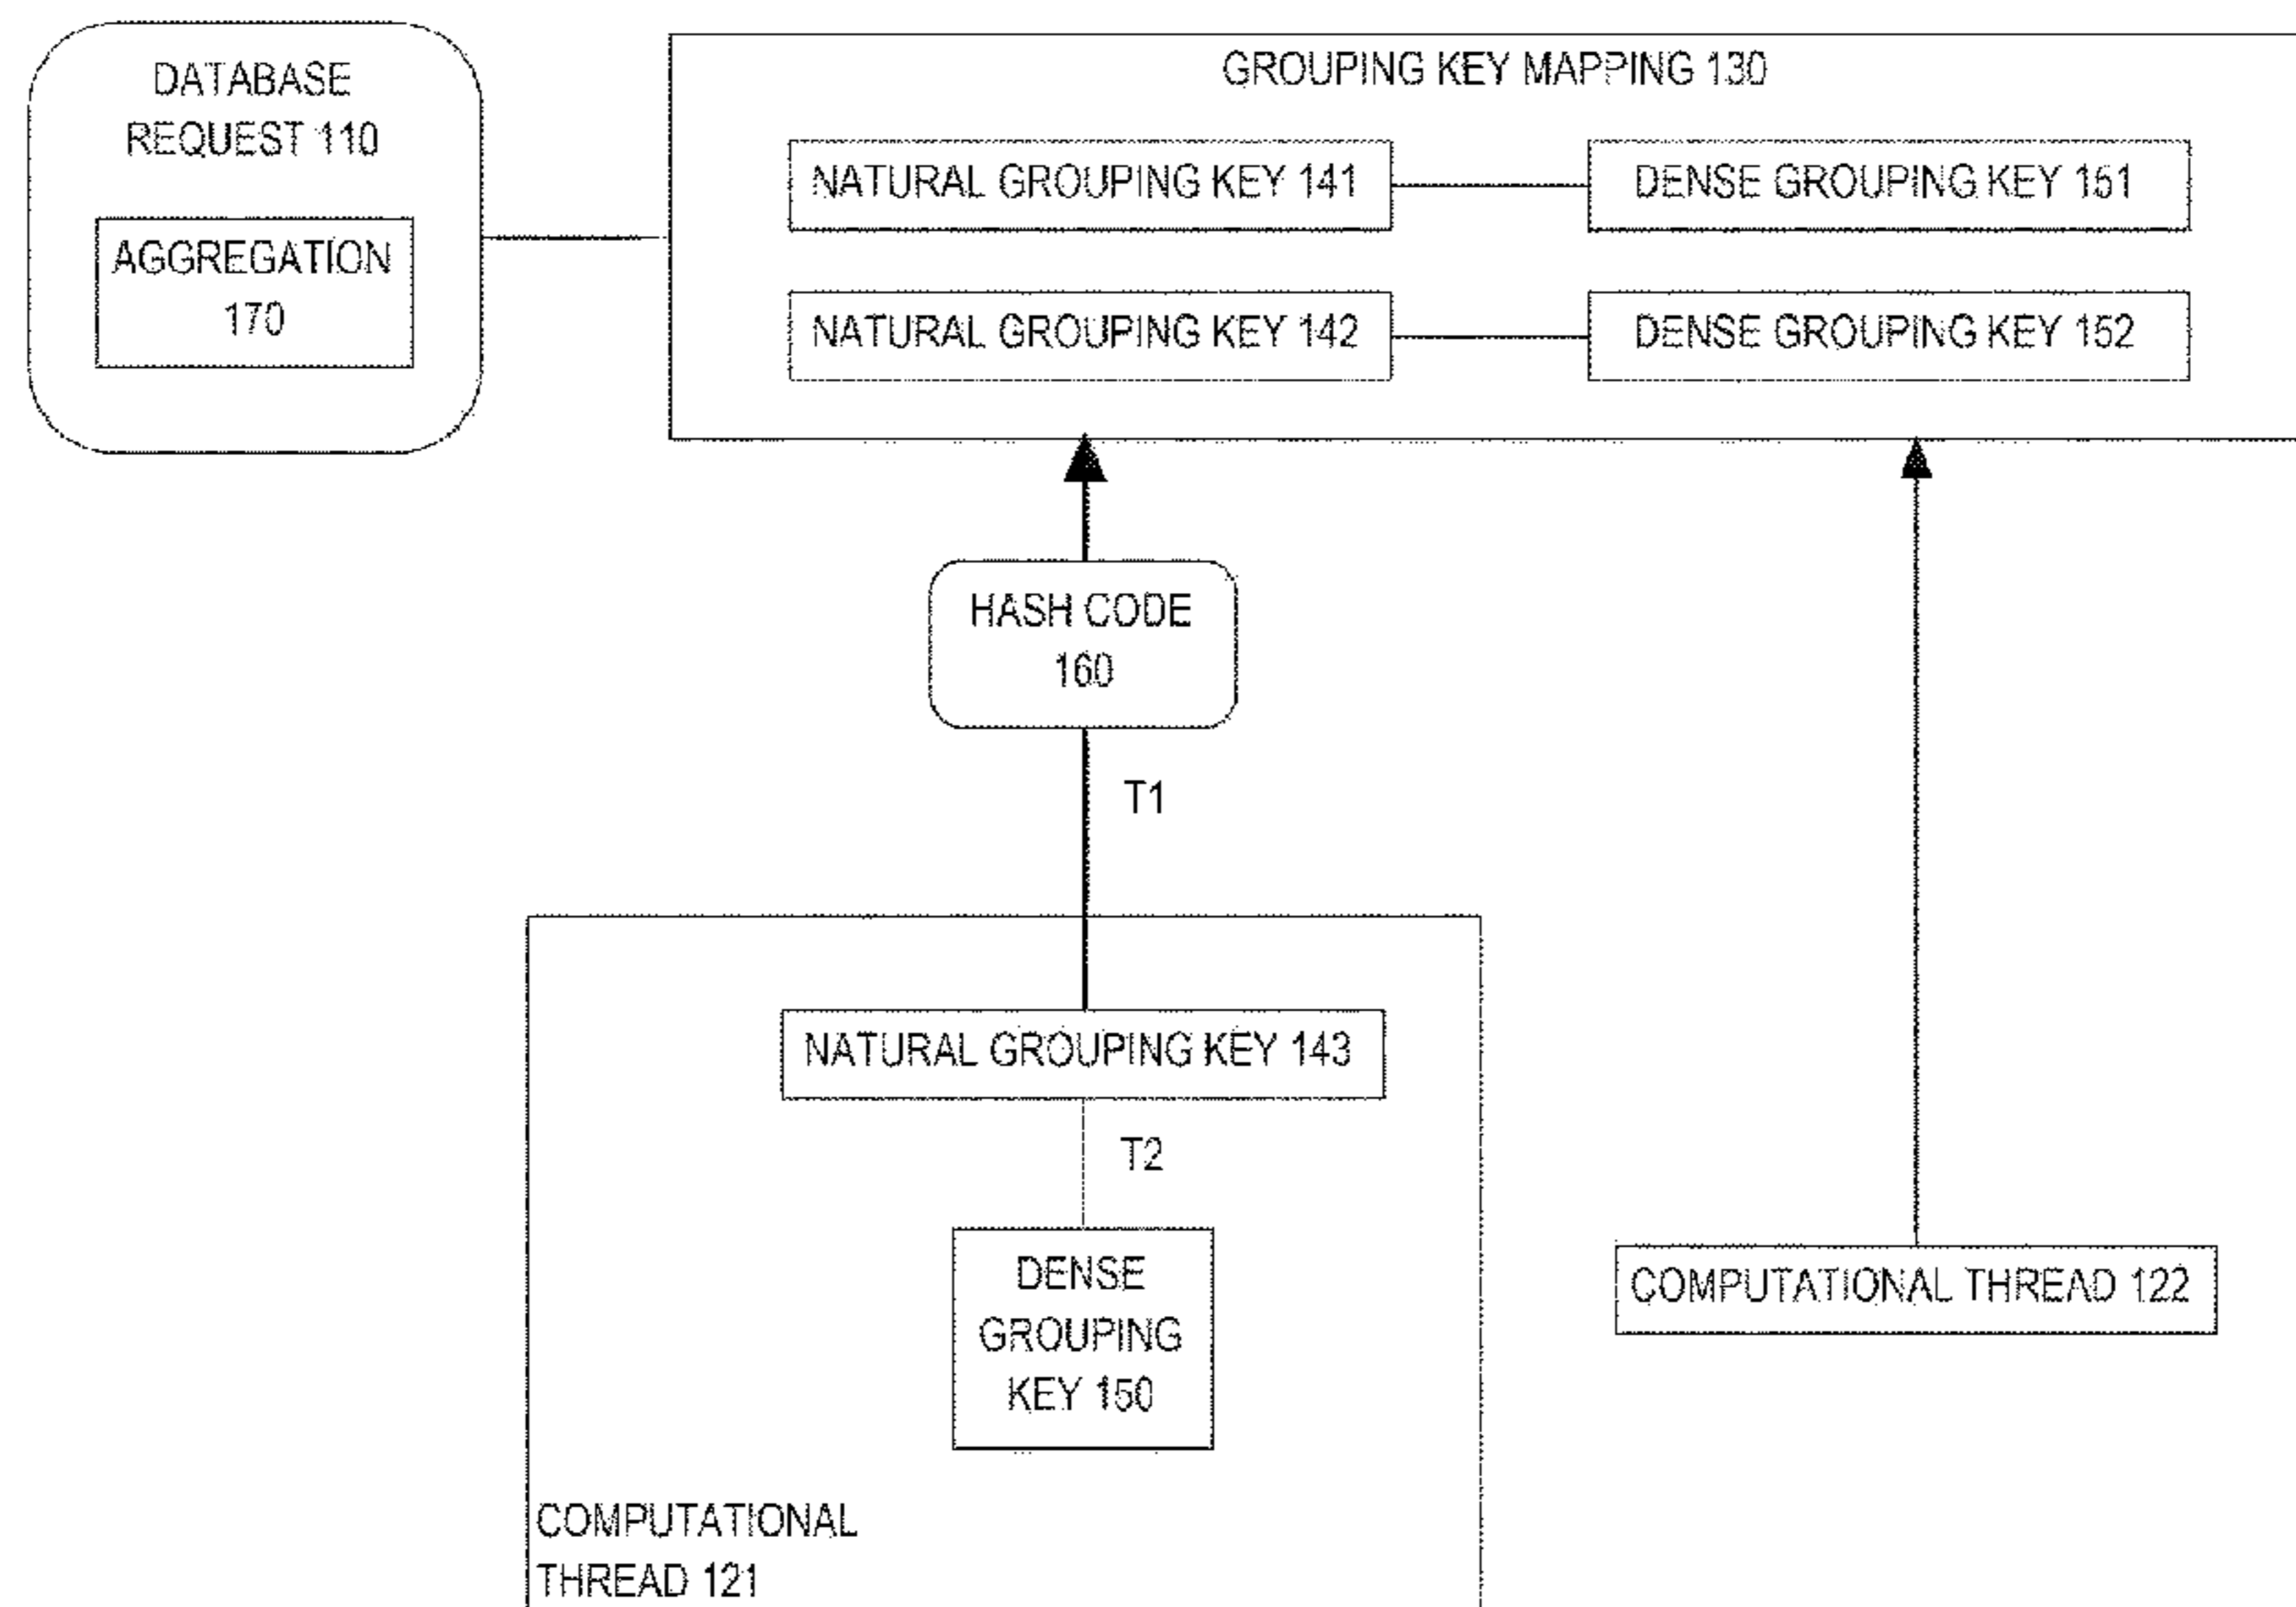 DATABASE
REQUEST 110
AGGREGATION
170
GROUPING KEY MAPPING 130
NATURAL GROUPING KEY 141
DENSE GROUPING KEY 151
NATURAL GROUPING KEY 142
DENSE GROUPING KEY 152
HASH CODE
160
T1
NATURAL GROUPING KEY 143
T2
DENSE
GROUPING
KEY 150
COMPUTATIONAL THREAD 122
COMPUTATIONAL
THREAD 121